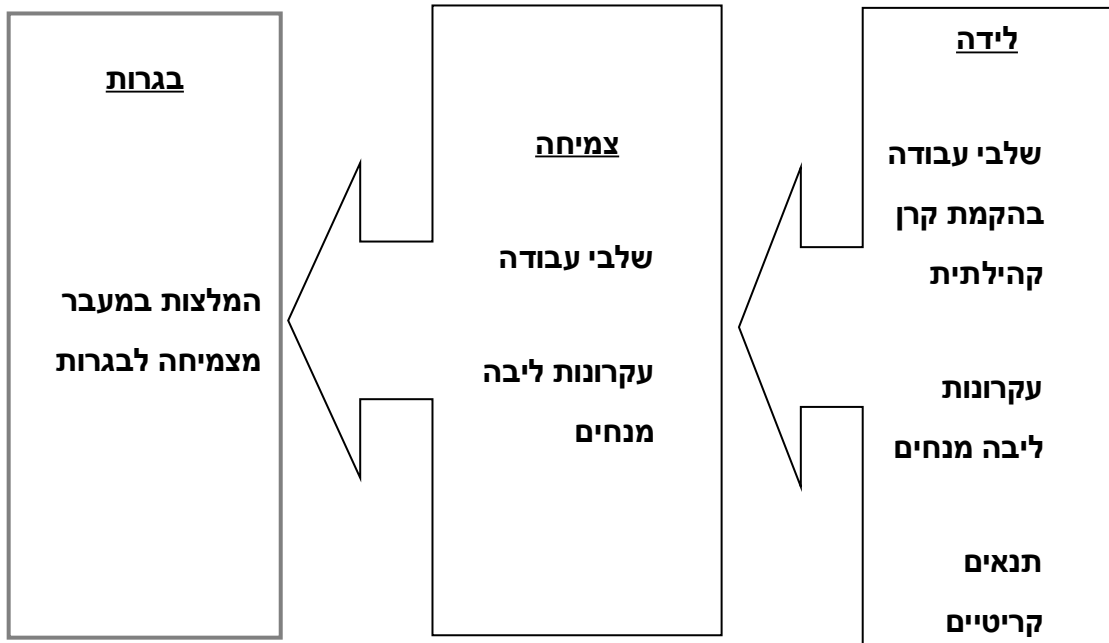 לידה
שלבי עבודה
בהקמת קרן
קהילתית
עקרונות
ליבה מנחים
תנאים
קריטיים
צמיחה
שלבי עבודה
עקרונות ליבה
מנחים
בגרות
המלצות במעבר
מצמיחה לבגרות